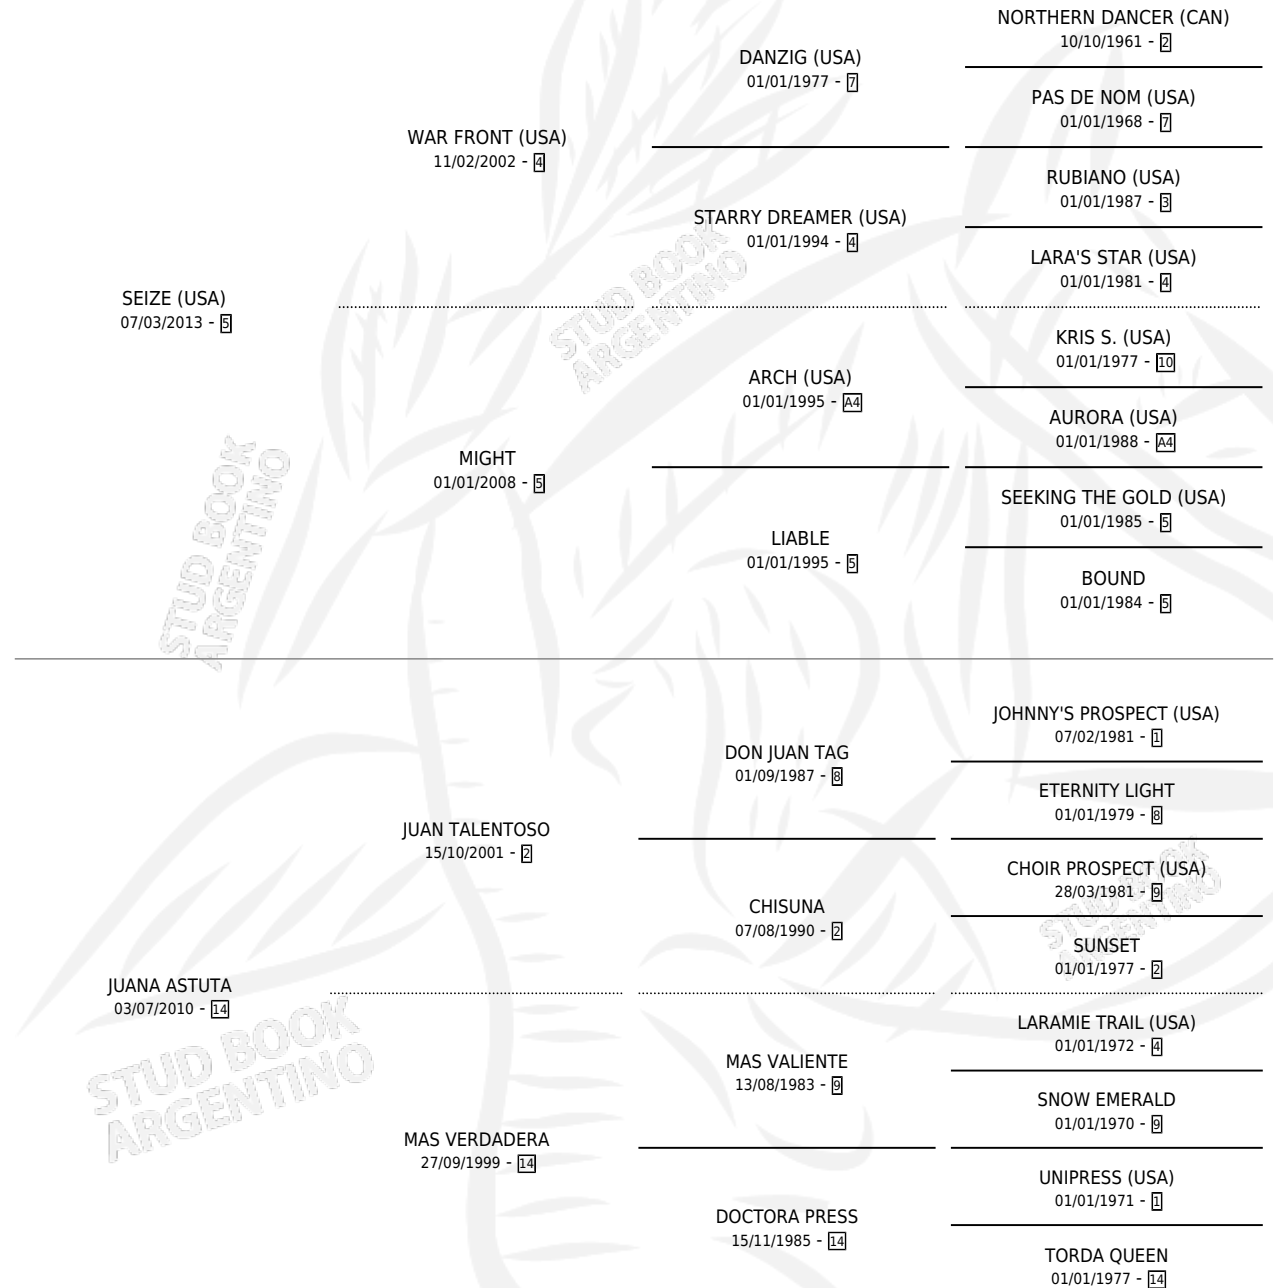 NORTHERN DANCER (CAN)
10/10/1961 - 2
DANZIG (USA)
01/01/1977 - 7
PAS DE NOM (USA)
01/01/1968 - 7
WAR FRONT (USA)
11/02/2002 - 4
RUBIANO (USA)
01/01/1987 - 3
STARRY DREAMER (USA)
01/01/1994 - 4
LARA'S STAR (USA)
01/01/1981 - 4
SEIZE (USA)
07/03/2013 - 5
KRIS S. (USA)
01/01/1977 - 10
ARCH (USA)
01/01/1995 - A4
AURORA (USA)
01/01/1988 - A4
MIGHT
01/01/2008 - 5
SEEKING THE GOLD (USA)
01/01/1985 - 5
LIABLE
01/01/1995 - 5
BOUND
01/01/1984 - 5
JOHNNY'S PROSPECT (USA)
07/02/1981 - 1
DON JUAN TAG
01/09/1987 - 8
ETERNITY LIGHT
01/01/1979 - 8
JUAN TALENTOSO
15/10/2001 - 2
CHOIR PROSPECT (USA)
28/03/1981 - 9
CHISUNA
07/08/1990 - 2
SUNSET
01/01/1977 - 2
JUANA ASTUTA
03/07/2010 - 14
LARAMIE TRAIL (USA)
01/01/1972 - 4
MAS VALIENTE
13/08/1983 - 9
SNOW EMERALD
01/01/1970 - 9
MAS VERDADERA
27/09/1999 - 14
UNIPRESS (USA)
01/01/1971 - 1
DOCTORA PRESS
15/11/1985 - 14
TORDA QUEEN
01/01/1977 - 14
STUD BOOK
ARGENTINO
STUD BOOK
ARGENTINO
STUD BOOK
ARGENTINO
STUD BOOK
ARGENTINO